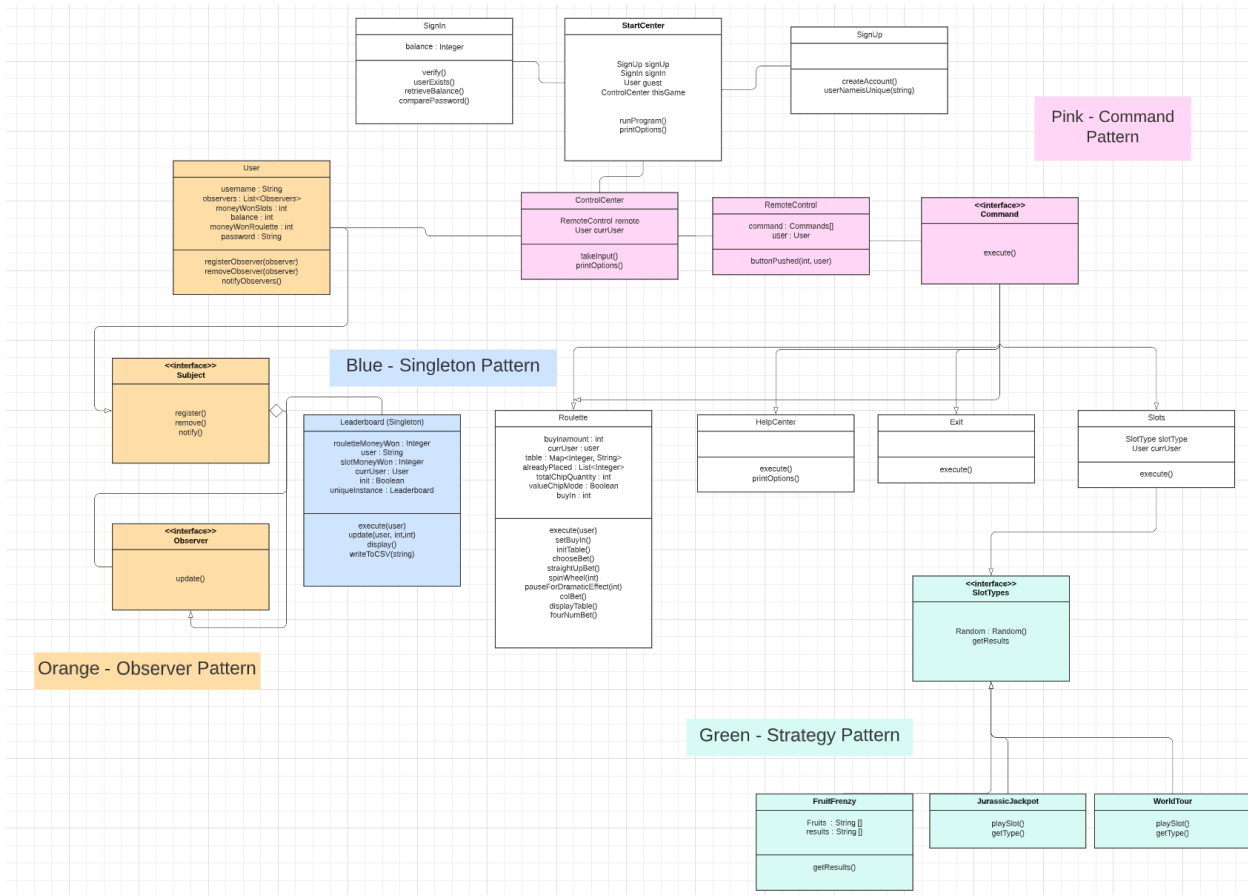 SignIn
balance : Integer
verify()
userExists()
retrieveBalance()
comparePassword()
StartCenter
SignUp signUp
SignIn signIn
User guest
ControlCenter thisGame
runProgram()
printOptions()
SignUp
createAccount()
userNameisUnique(string)
Pink - Command
Pattern
User
username : String
observers : List<Observers>
moneyWonSlots : int
balance : int
moneyWonRoulette : int
password : String
registerObserver(observer)
removeObserver(observer)
notifyObservers()
ControlCenter
RemoteControl remote
User currUser
takeInput()
printOptions()
RemoteControl
command : Commands[]
user : User
buttonPushed(int, user)
<<interface>>
Command
execute()
Blue - Singleton Pattern
<<interface>>
Subject
register()
remove()
notify()
Leaderboard (Singleton)
rouletteMoneyWon : Integer
user : String
slotMoneyWon : Integer
currUser : User
init : Boolean
uniqueInstance : Leaderboard
execute(user)
update(user, int,int)
display()
writeToCSV(string)
Roulette
buyinamount : int
currUser : user
table : Map<Integer, String>
alreadyPlaced : List<Integer>
totalChipQuantity : int
valueChipMode : Boolean
buyIn : int
execute(user)
setBuyIn()
initTable()
chooseBet()
straightUpBet()
spinWheel(int)
pauseForDramaticEffect(int)
colBet()
displayTable()
fourNumBet()
HelpCenter
execute()
printOptions()
Exit
execute()
Slots
SlotType slotType
User currUser
execute()
<<interface>>
Observer
update()
Orange - Observer Pattern
<<interface>>
SlotTypes
Random : Random()
getResults
Green - Strategy Pattern
FruitFrenzy
Fruits : String []
results : String []
getResults()
JurassicJackpot
playSlot()
getType()
WorldTour
playSlot()
getType()